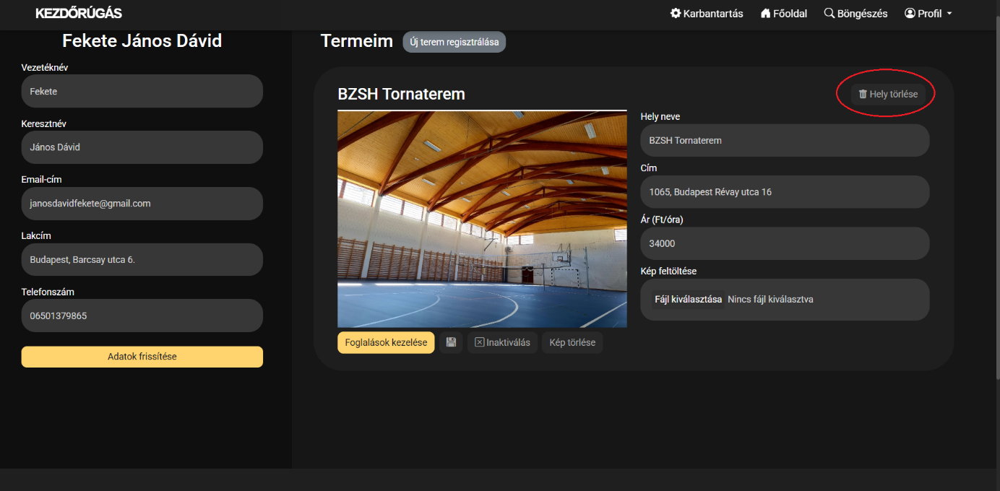 KEZDŐRÚGÁS
Karbantartás
Főoldal
Böngészés
Profil
Fekete János Dávid
Vezetéknév
Fekete
Keresztnév
János Dávid
Email-cím
janosdavidfekete@gmail.com
Lakcím
Budapest, Barcsay utca 6.
Telefonszám
06501379865
Adatok frissítése
Termeim
Új terem regisztrálása
BZSH Tornaterem
Hely törlése
Hely neve
BZSH Tornaterem
Cím
1065, Budapest Révay utca 16
Ár (Ft/óra)
34000
Kép feltöltése
Fájl kiválasztása Nincs fájl kiválasztva
Foglalások kezelése
Inaktiválás
Kép törlése